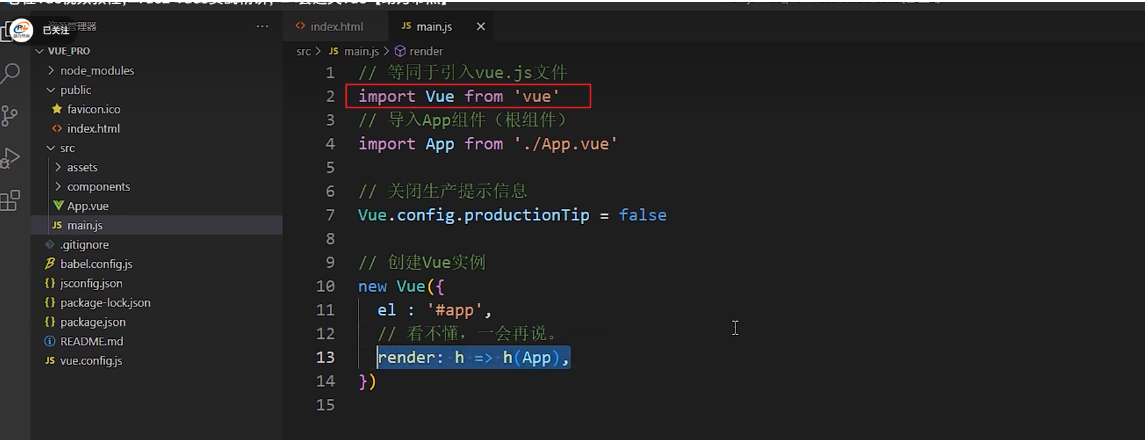 资源管理器
已关注
VUE_PRO
node_modules
public
favicon.ico
index.html
src
assets
components
App.vue
JS main.js
.gitignore
babel.config.js
{} jsconfig.json
{} package-lock.json
{} package.json
README.md
JS vue.config.js
<> index.html
JS main.js ×
src > JS main.js > render
1 // 等同于引入vue.js文件
2 import Vue from 'vue'
3 // 导入App组件（根组件）
4 import App from './App.vue'
5
6 // 关闭生产提示信息
7 Vue.config.productionTip = false
8
9 // 创建Vue实例
10 new Vue({
11 el : '#app',
12 // 看不懂，一会再说。
13 render: h => h(App),
14 })
15